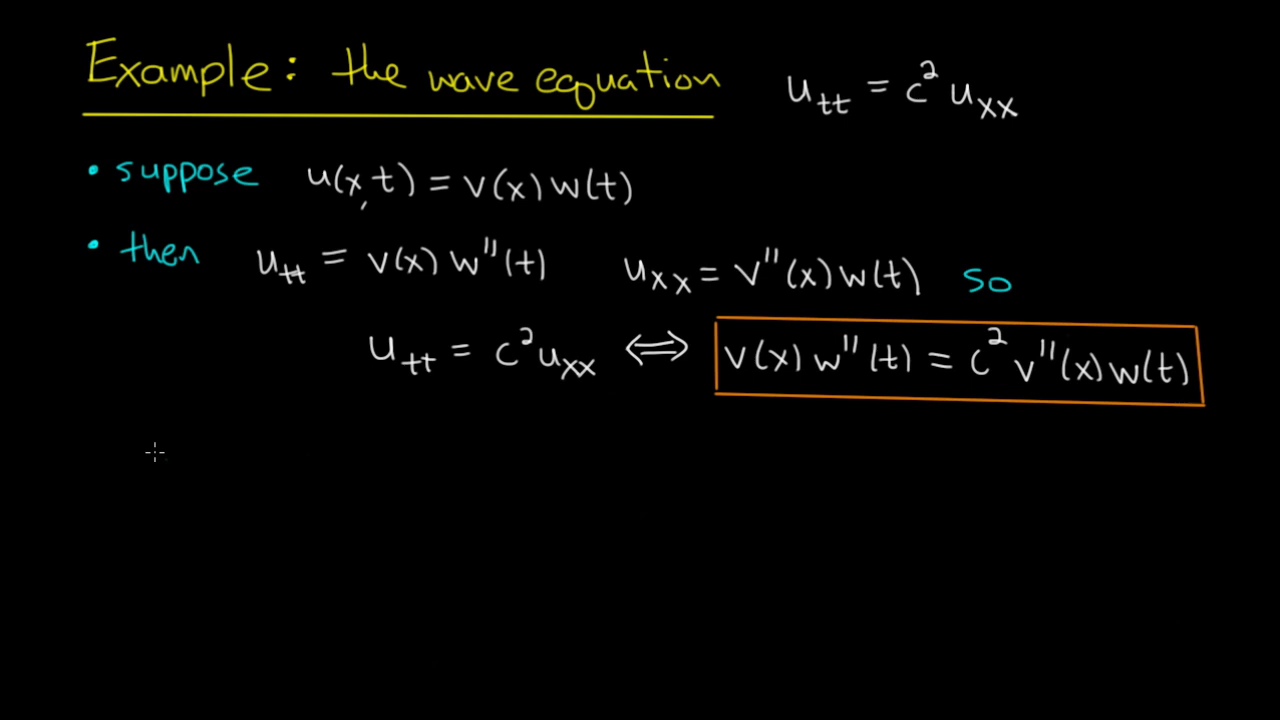 Example: the wave equation u_tt = c² u_xx
• suppose u(x,t) = v(x) w(t)
• then u_tt = v(x) w''(t) u_xx = v''(x) w(t) so
u_tt = c² u_xx ⟺ v(x) w''(t) = c² v''(x) w(t)